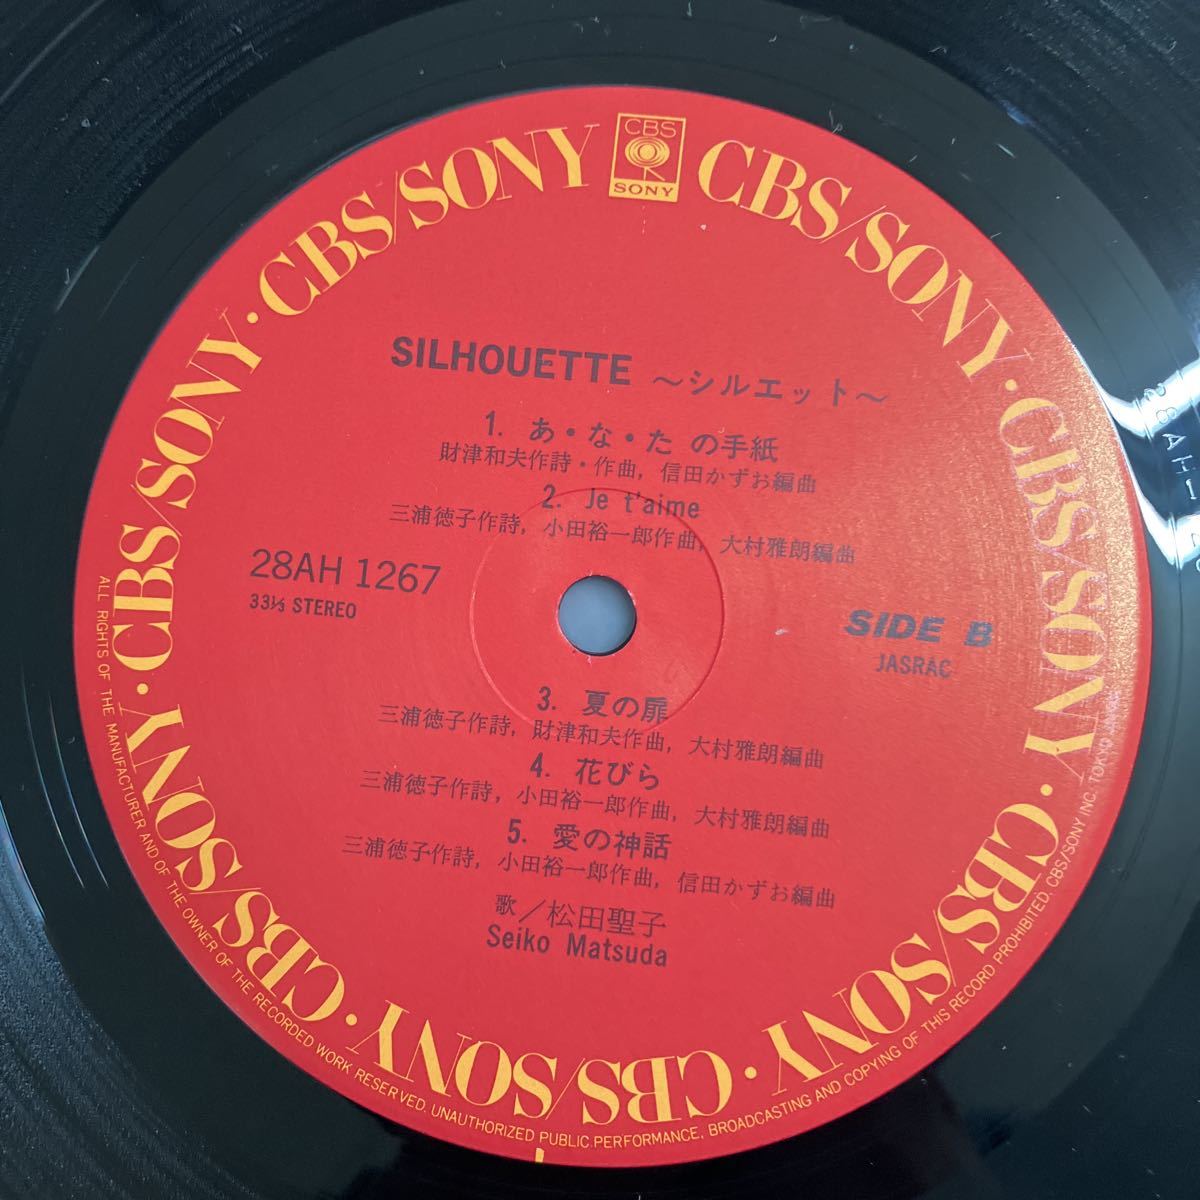 CBS
SONY
CBS/SONY · CBS/SONY · CBS/SONY · CBS/SONY · CBS/SONY · CBS/SONY · CBS/SONY · CBS/SONY
SILHOUETTE ～シルエット～
1. あ・な・た の手紙
財津和夫作詩・作曲, 信田かずお編曲
2. Je t'aime
三浦徳子作詩, 小田裕一郎作曲, 大村雅朗編曲
28AH 1267
33⅓ STEREO
SIDE B
JASRAC
3. 夏の扉
三浦徳子作詩, 財津和夫作曲, 大村雅朗編曲
4. 花びら
三浦徳子作詩, 小田裕一郎作曲, 大村雅朗編曲
5. 愛の神話
三浦徳子作詩, 小田裕一郎作曲, 信田かずお編曲
歌／松田聖子
Seiko Matsuda
ALL RIGHTS OF THE MANUFACTURER AND OF THE OWNER OF THE RECORDED WORK RESERVED. UNAUTHORIZED PUBLIC PERFORMANCE, BROADCASTING AND COPYING OF THIS RECORD PROHIBITED. CBS/SONY INC. TOKYO
28AH-1